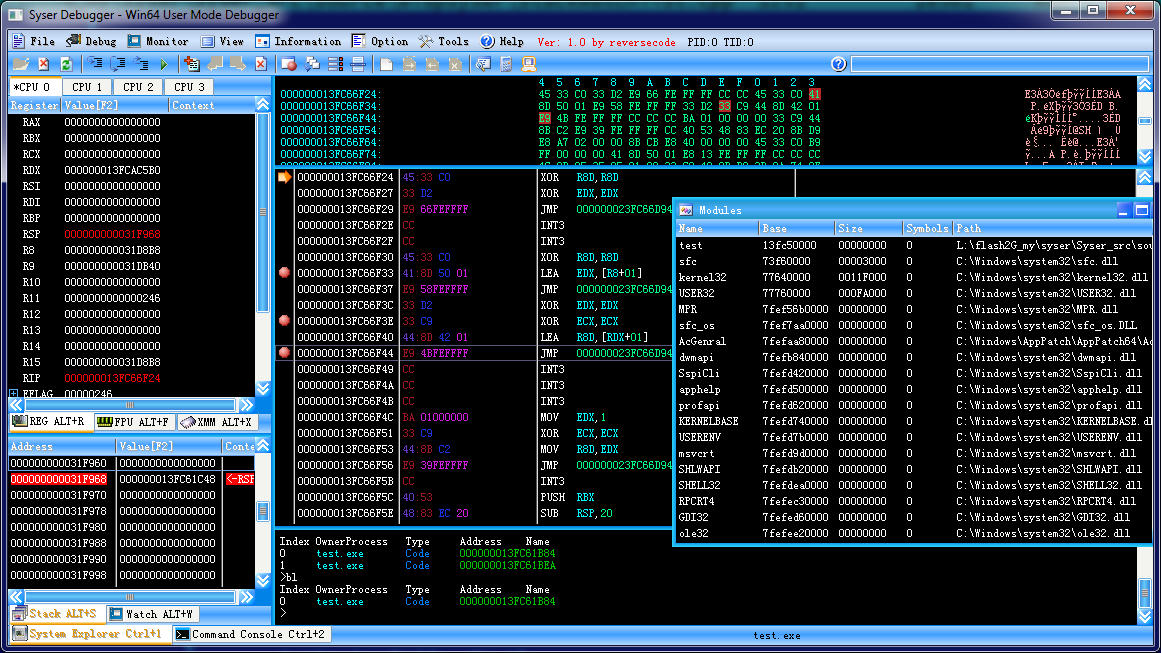 Syser Debugger - Win64 User Mode Debugger
File Debug Monitor View Information Option Tools Help Ver: 1.0 by reversecode PID:0 TID:0
*CPU 0 CPU 1 CPU 2 CPU 3
Register Value[F2] Context
RAX 0000000000000000
RBX 0000000000000000
RCX 0000000000000000
RDX 000000013FCAC5B0
RSI 0000000000000000
RDI 0000000000000000
RBP 0000000000000000
RSP 000000000031F968
R8 000000000031D8B8
R9 000000000031DB40
R10 0000000000000000
R11 0000000000000246
R12 0000000000000000
R13 0000000000000000
R14 0000000000000000
R15 000000000031D8B8
RIP 000000013FC66F24
EFLAG 00000246
REG ALT+R FPU ALT+F XMM ALT+X
Address Value[F2] Conte
000000000031F960 0000000000000000
000000000031F968 000000013FC61C48 <-RSP
000000000031F970 0000000000000000
000000000031F978 0000000000000000
000000000031F980 0000000000000000
000000000031F988 0000000000000000
000000000031F990 0000000000000000
000000000031F998 0000000000000000
Stack ALT+S Watch ALT+W
System Explorer Ctrl+1 Command Console Ctrl+2
4 5 6 7 8 9 A B C D E F 0 1 2 3
000000013FC66F24: 45 33 C0 33 D2 E9 66 FE FF FF CC CC 45 33 C0 41
000000013FC66F34: 8D 50 01 E9 58 FE FF FF 33 D2 33 C9 44 8D 42 01
000000013FC66F44: E9 4B FE FF FF CC CC CC BA 01 00 00 00 33 C9 44
000000013FC66F54: 8B C2 E9 39 FE FF FF CC 40 53 48 83 EC 20 8B D9
000000013FC66F64: E8 A7 02 00 00 8B CB E8 40 00 00 00 45 33 C0 B9
000000013FC66F74: FF 00 00 00 41 8D 50 01 E8 13 FE FF FF CC CC CC
000000013FC66F24 45:33 C0 XOR R8D,R8D
000000013FC66F27 33 D2 XOR EDX,EDX
000000013FC66F29 E9 66FEFFFF JMP 000000023FC66D94
000000013FC66F2E CC INT3
000000013FC66F2F CC INT3
000000013FC66F30 45:33 C0 XOR R8D,R8D
000000013FC66F33 41:8D 50 01 LEA EDX,[R8+01]
000000013FC66F37 E9 58FEFFFF JMP 000000023FC66D94
000000013FC66F3C 33 D2 XOR EDX,EDX
000000013FC66F3E 33 C9 XOR ECX,ECX
000000013FC66F40 44:8D 42 01 LEA R8D,[RDX+01]
000000013FC66F44 E9 4BFEFFFF JMP 000000023FC66D94
000000013FC66F49 CC INT3
000000013FC66F4A CC INT3
000000013FC66F4B CC INT3
000000013FC66F4C BA 01000000 MOV EDX,1
000000013FC66F51 33 C9 XOR ECX,ECX
000000013FC66F53 44:8B C2 MOV R8D,EDX
000000013FC66F56 E9 39FEFFFF JMP 000000023FC66D94
000000013FC66F5B CC INT3
000000013FC66F5C 40:53 PUSH RBX
000000013FC66F5E 48:83 EC 20 SUB RSP,20
Modules
Name Base Size Symbols Path
test 13fc50000 00000000 0 L:\flash2G_my\syser\Syser_src\sou
sfc 73f60000 00003000 0 C:\Windows\system32\sfc.dll
kernel32 77640000 0011F000 0 C:\Windows\system32\kernel32.dll
USER32 77760000 000FA000 0 C:\Windows\system32\USER32.dll
MPR 7fef56b0000 00000000 0 C:\Windows\system32\MPR.dll
sfc_os 7fef7aa0000 00000000 0 C:\Windows\system32\sfc_os.DLL
AcGenral 7fefaa80000 00000000 0 C:\Windows\AppPatch\AppPatch64\Ac
dwmapi 7fefb840000 00000000 0 C:\Windows\system32\dwmapi.dll
SspiCli 7fefd420000 00000000 0 C:\Windows\system32\SspiCli.dll
apphelp 7fefd500000 00000000 0 C:\Windows\system32\apphelp.dll
profapi 7fefd620000 00000000 0 C:\Windows\system32\profapi.dll
KERNELBASE 7fefd740000 00000000 0 C:\Windows\system32\KERNELBASE.dl
USERENV 7fefd7b0000 00000000 0 C:\Windows\system32\USERENV.dll
msvcrt 7fefd9d0000 00000000 0 C:\Windows\system32\msvcrt.dll
SHLWAPI 7fefdb20000 00000000 0 C:\Windows\system32\SHLWAPI.dll
SHELL32 7fefdea0000 00000000 0 C:\Windows\system32\SHELL32.dll
RPCRT4 7fefec30000 00000000 0 C:\Windows\system32\RPCRT4.dll
GDI32 7fefed60000 00000000 0 C:\Windows\system32\GDI32.dll
ole32 7fefee20000 00000000 0 C:\Windows\system32\ole32.dll
Index OwnerProcess Type Address Name
0 test.exe Code 000000013FC61B84
1 test.exe Code 000000013FC61BEA
>bl
Index OwnerProcess Type Address Name
0 test.exe Code 000000013FC61B84
>
test.exe